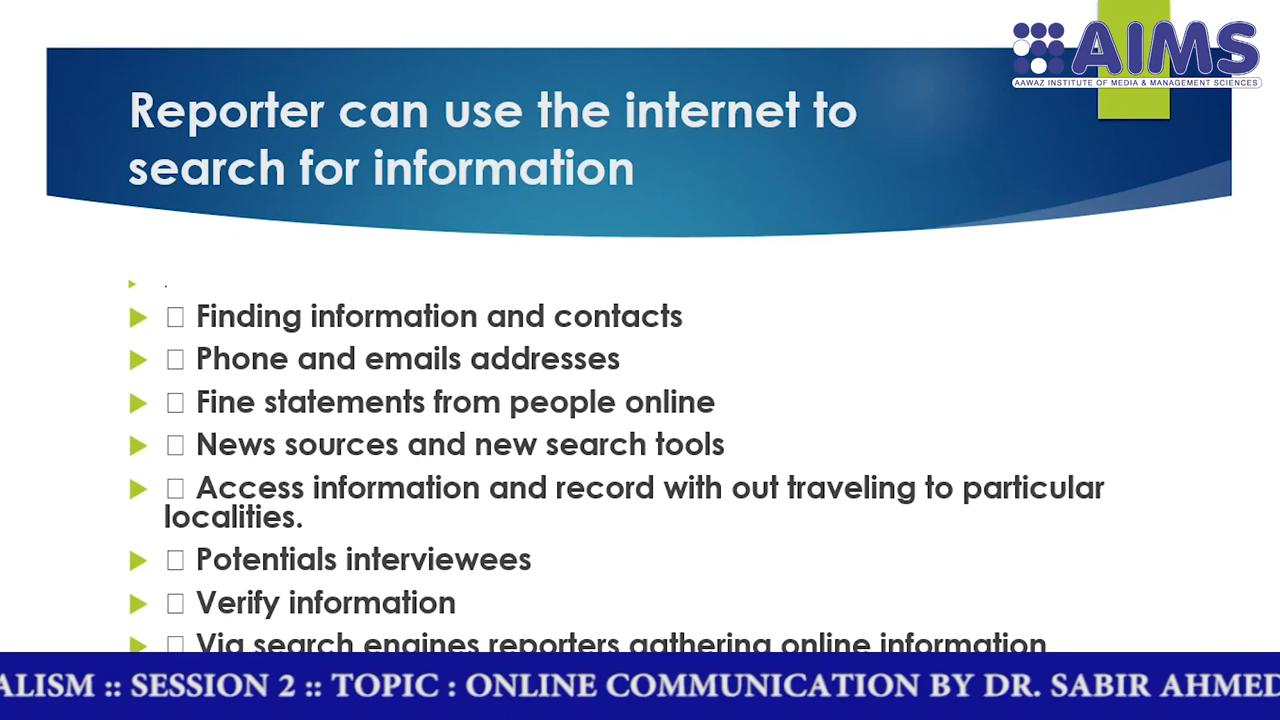 AIMS
AAWAZ INSTITUTE OF MEDIA & MANAGEMENT SCIENCES
Reporter can use the internet to
search for information
.
Finding information and contacts
Phone and emails addresses
Fine statements from people online
News sources and new search tools
Access information and record with out traveling to particular
localities.
Potentials interviewees
Verify information
Via search engines reporters gathering online information
ALISM :: SESSION 2 :: TOPIC : ONLINE COMMUNICATION BY DR. SABIR AHMED